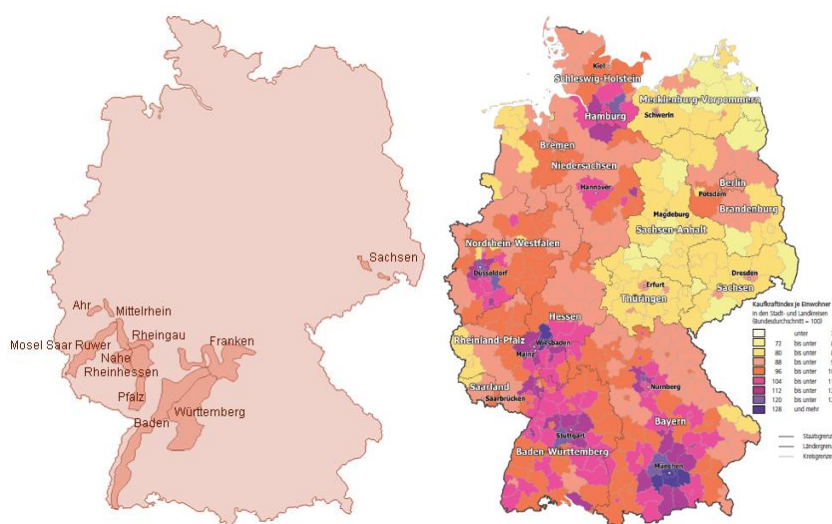 Sachsen
Ahr
Mittelrhein
Rheingau
Mosel Saar Ruwer
Nahe
Rheinhessen
Franken
Pfalz
Württemberg
Baden
Kiel
Schleswig-Holstein
Mecklenburg-Vorpommern
Schwerin
Hamburg
Bremen
Niedersachsen
Hannover
Berlin
Potsdam
Brandenburg
Magdeburg
Sachsen-Anhalt
Nordrhein-Westfalen
Düsseldorf
Erfurt
Thüringen
Dresden
Sachsen
Hessen
Rheinland-Pfalz
Wiesbaden
Mainz
Saarland
Saarbrücken
Nürnberg
Bayern
Stuttgart
Baden-Württemberg
München
Kaufkraftindex je Einwohner
in den Stadt- und Landkreisen
(Bundesdurchschnitt = 100)
unter
72 bis unter
80 bis unter
88 bis unter
96 bis unter
104 bis unter
112 bis unter
120 bis unter
128 und mehr
Staatsgrenz
Ländergrenz
Kreisgrenze